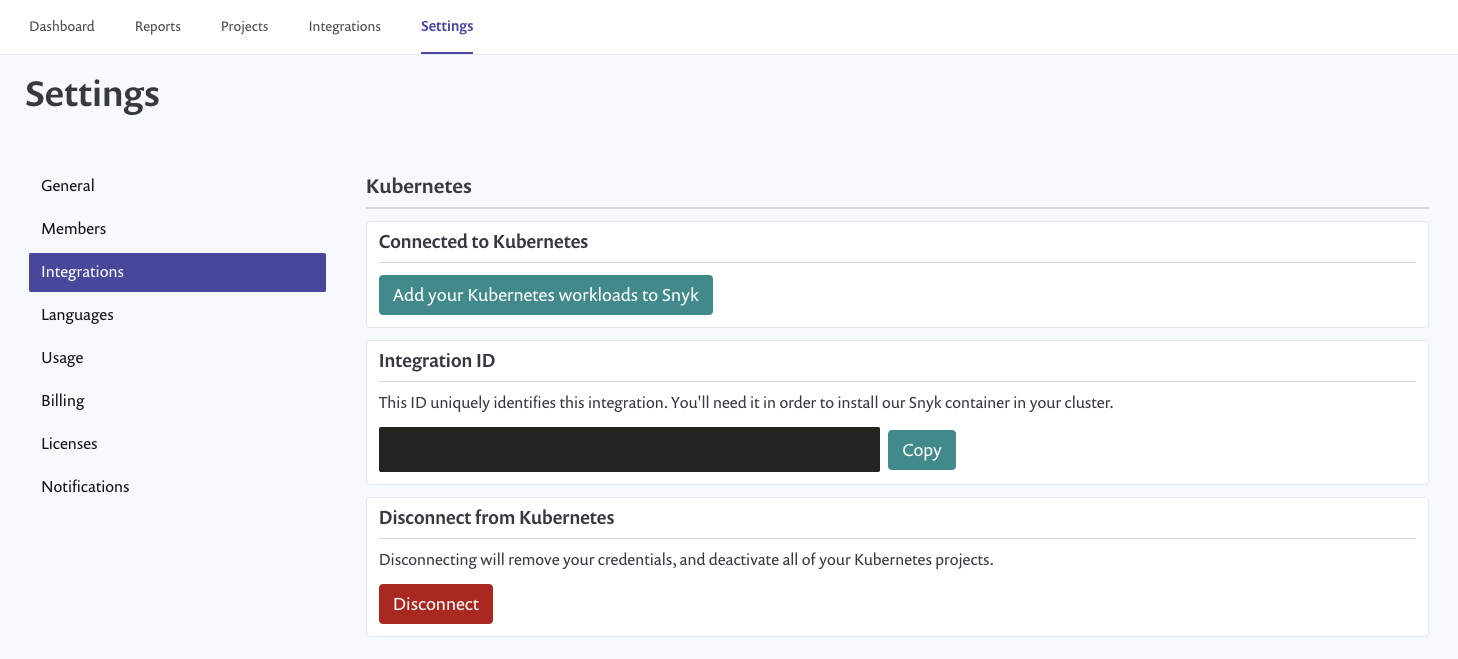 Dashboard Reports Projects Integrations Settings
Settings
General
Members
Integrations
Languages
Usage
Billing
Licenses
Notifications
Kubernetes
Connected to Kubernetes
Add your Kubernetes workloads to Snyk
Integration ID
This ID uniquely identifies this integration. You'll need it in order to install our Snyk container in your cluster.
Copy
Disconnect from Kubernetes
Disconnecting will remove your credentials, and deactivate all of your Kubernetes projects.
Disconnect